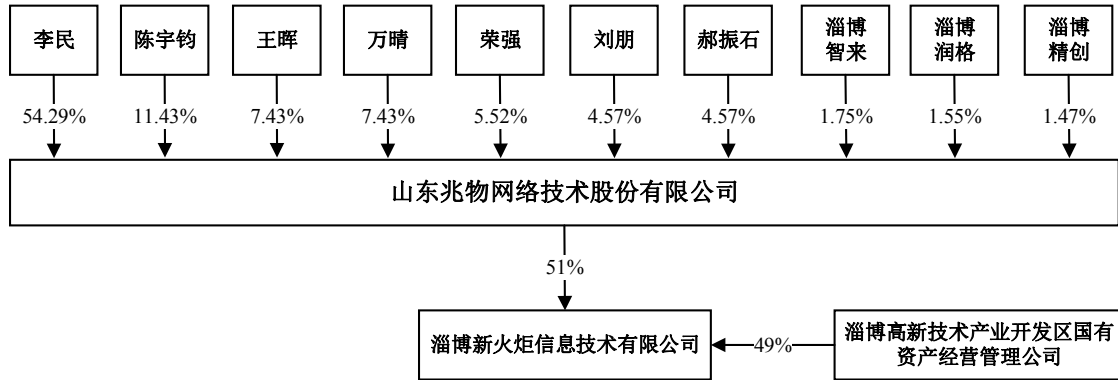 李民
陈宇钧
王晖
万晴
荣强
刘朋
郝振石
淄博
智来
淄博
润格
淄博
精创
54.29%
11.43%
7.43%
7.43%
5.52%
4.57%
4.57%
1.75%
1.55%
1.47%
山东兆物网络技术股份有限公司
51%
淄博新火炬信息技术有限公司
49%
淄博高新技术产业开发区国有
资产经营管理公司